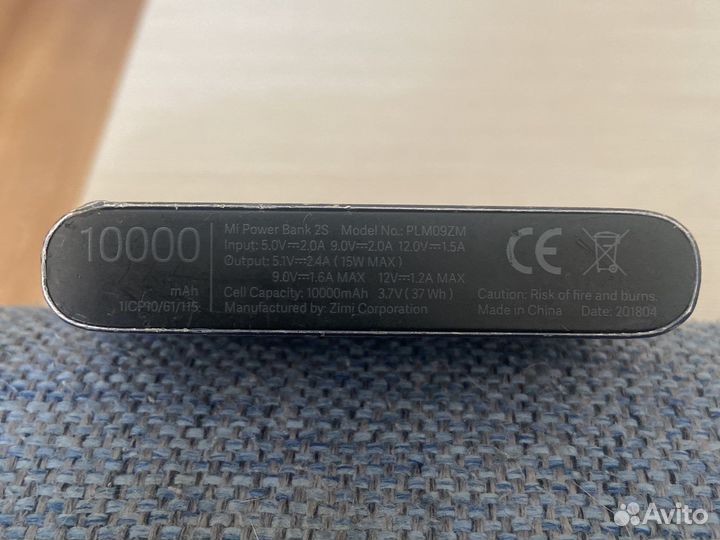 10000
mAh
1ICP10/61/115
Mi Power Bank 2S Model No.: PLM09ZM
Input: 5.0V⎓2.0A 9.0V⎓2.0A 12.0V⎓1.5A
Output: 5.1V⎓2.4A ( 15W MAX )
9.0V⎓1.6A MAX 12V⎓1.2A MAX
Cell Capacity: 10000mAh 3.7V ( 37 Wh )
Manufactured by: Zimi Corporation
CE
Caution: Risk of fire and burns.
Made in China Date: 201804
Avito